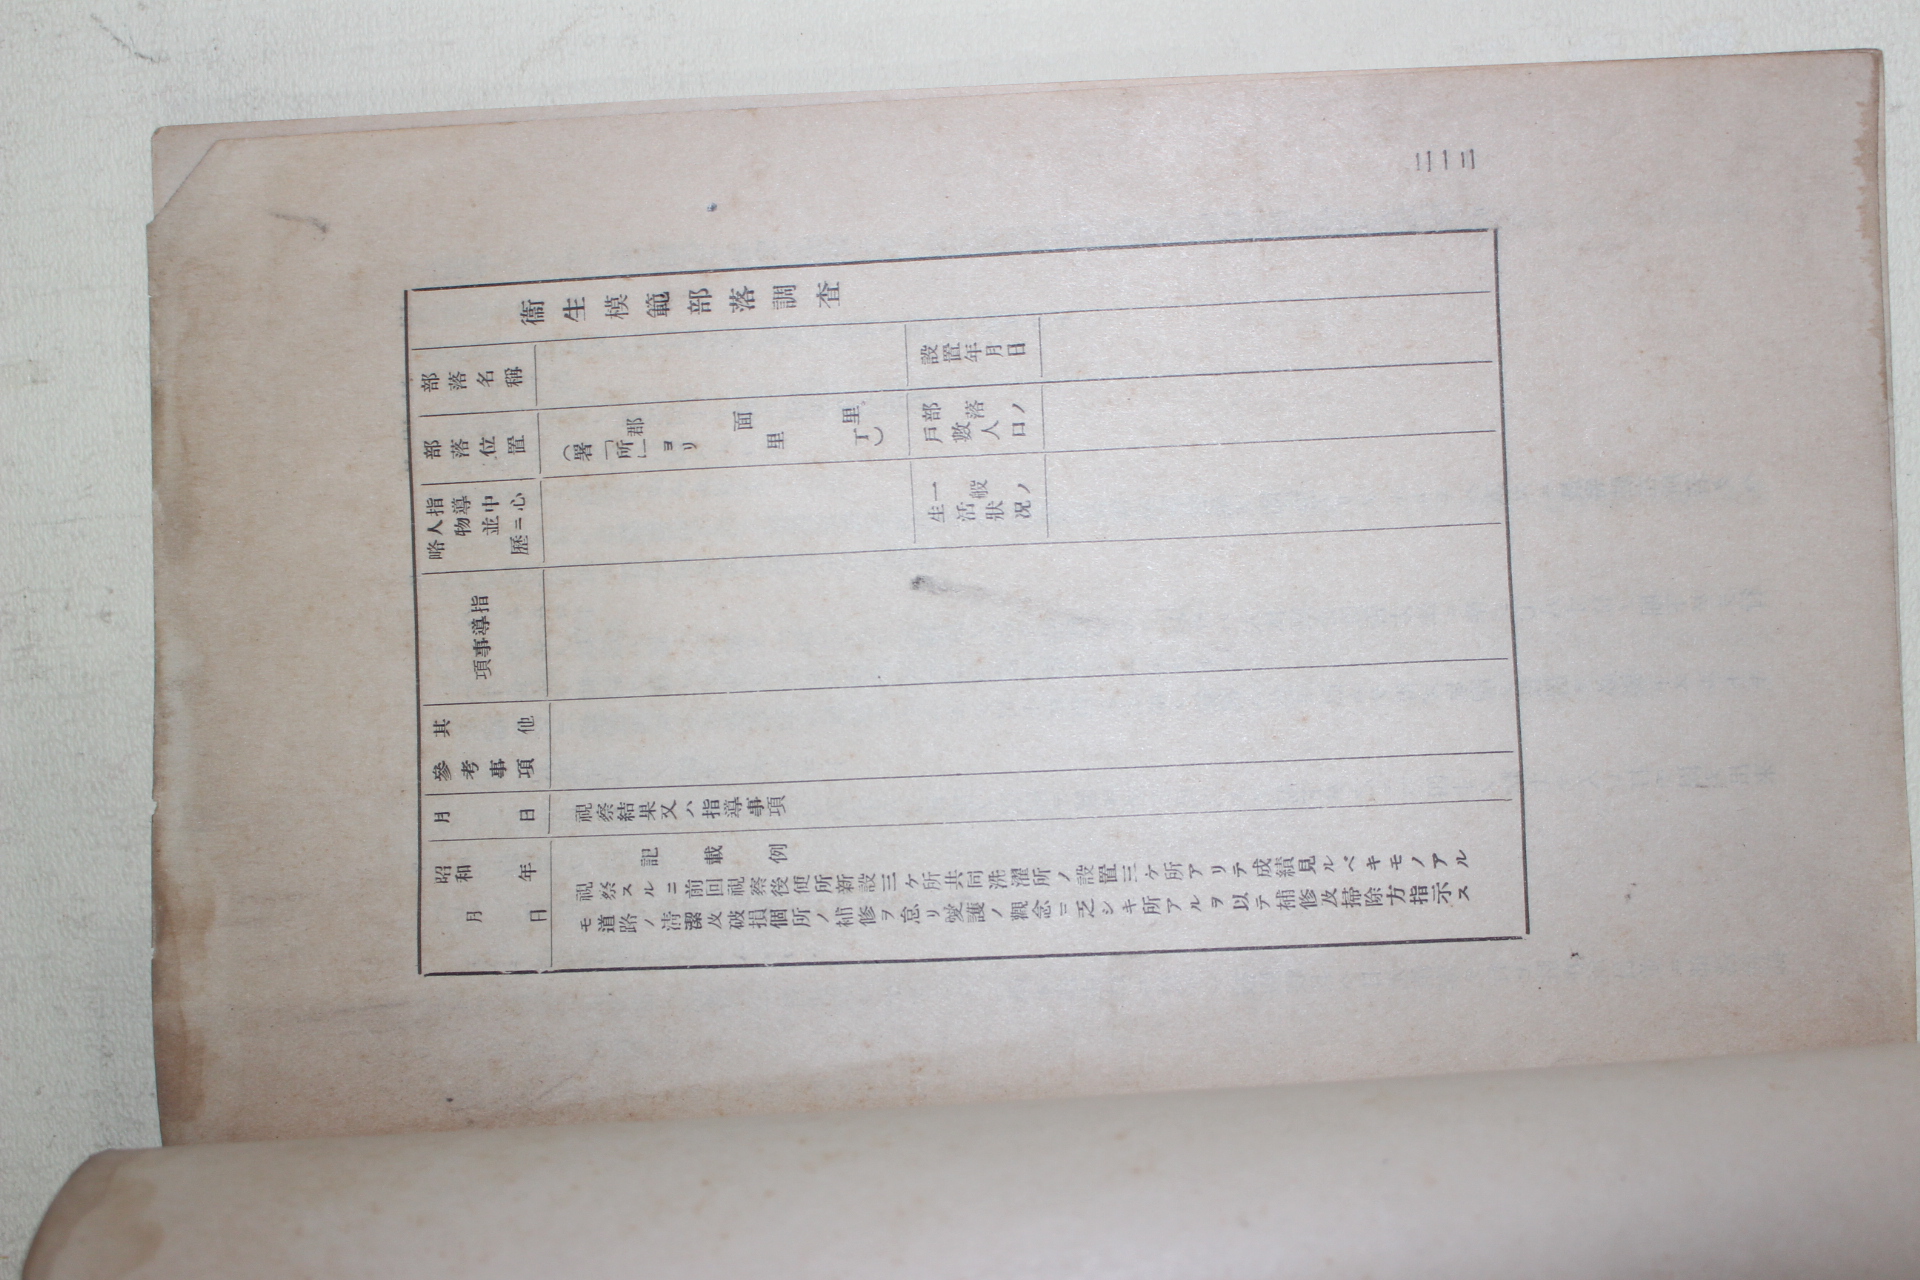 二一二
衞生模範部落調査
部落名稱
設置年月日
部落位置
郡 面 里
(署(所)ヨリ 里 丁)
部落ノ
戶數人口
指導中心
人物並ニ
略歷
一般ノ
生活狀況
指導事項
其他
參考事項
月日
視察結果又ハ指導事項
昭和年
月日
記載例
視察スルニ前回視察後便所新設三ケ所共同洗濯所ノ設置三ケ所アリテ成績見ルベキモノアル
モ道路ノ清潔及破損個所ノ補修ヲ怠リ愛護ノ觀念ニ乏シキ所アルヲ以テ補修及掃除方指示ス